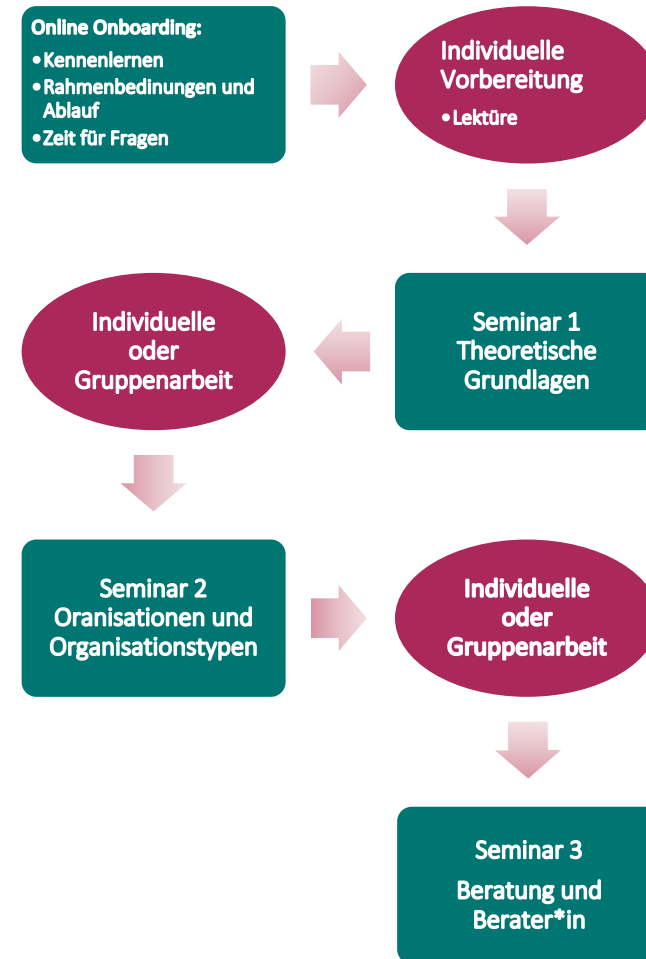 Online Onboarding:
•Kennenlernen
•Rahmenbedinungen und
Ablauf
•Zeit für Fragen
Individuelle
Vorbereitung
•Lektüre
Seminar 1
Theoretische
Grundlagen
Individuelle
oder
Gruppenarbeit
Seminar 2
Oranisationen und
Organisationstypen
Individuelle
oder
Gruppenarbeit
Seminar 3
Beratung und
Berater*in